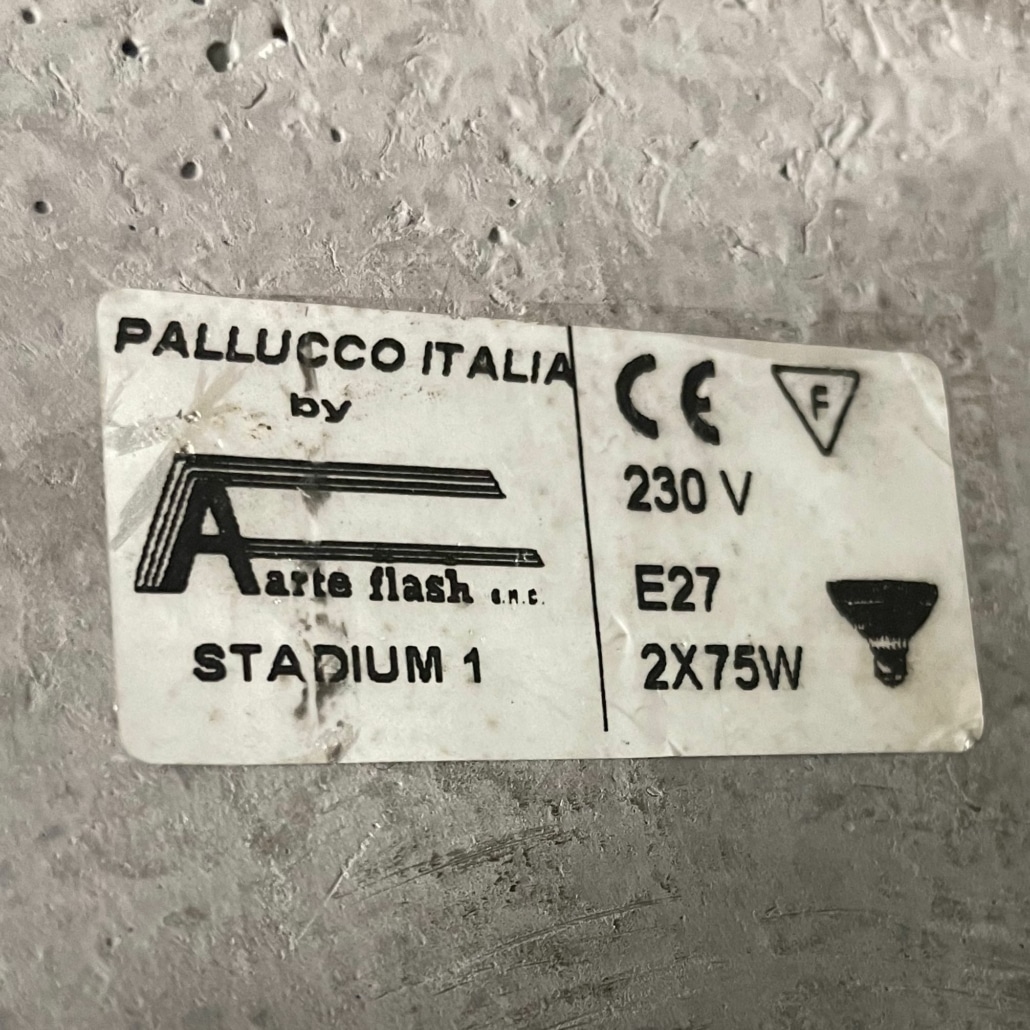 PALLUCCO ITALIA
by
A
arte flash s.n.c.
STADIUM 1
CE F
230 V
E27
2X75W